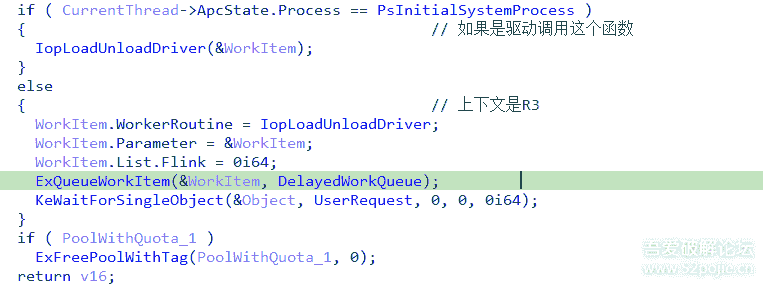 if ( CurrentThread->ApcState.Process == PsInitialSystemProcess )
{ // 如果是驱动调用这个函数
IopLoadUnloadDriver(&WorkItem);
}
else
{ // 上下文是R3
WorkItem.WorkerRoutine = IopLoadUnloadDriver;
WorkItem.Parameter = &WorkItem;
WorkItem.List.Flink = 0i64;
ExQueueWorkItem(&WorkItem, DelayedWorkQueue);
KeWaitForSingleObject(&Object, UserRequest, 0, 0, 0i64);
}
if ( PoolWithQuota_1 )
ExFreePoolWithTag(PoolWithQuota_1, 0);
return v16;
吾爱破解论坛
www.52pojie.cn